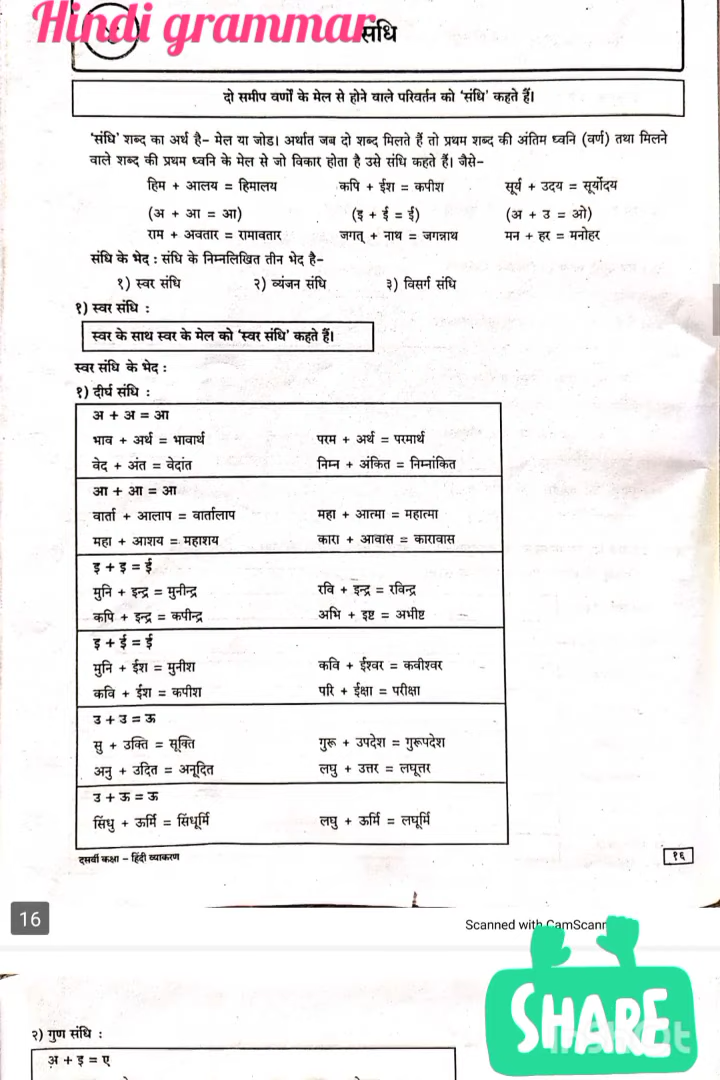 Hindi grammar
संधि
दो समीप वर्णों के मेल से होने वाले परिवर्तन को 'संधि' कहते हैं।
'संधि' शब्द का अर्थ है- मेल या जोड। अर्थात जब दो शब्द मिलते हैं तो प्रथम शब्द की अंतिम ध्वनि (वर्ण) तथा मिलने
वाले शब्द की प्रथम ध्वनि के मेल से जो विकार होता है उसे संधि कहते हैं। जैसे-
हिम + आलय = हिमालय कपि + ईश = कपीश सूर्य + उदय = सूर्योदय
(अ + आ = आ) (इ + ई = ई) (अ + उ = ओ)
राम + अवतार = रामावतार जगत् + नाथ = जगन्नाथ मन + हर = मनोहर
संधि के भेद : संधि के निम्नलिखित तीन भेद है-
१) स्वर संधि २) व्यंजन संधि ३) विसर्ग संधि
१) स्वर संधि :
स्वर के साथ स्वर के मेल को 'स्वर संधि' कहते हैं।
स्वर संधि के भेद :
१) दीर्घ संधि :
अ + अ = आ
भाव + अर्थ = भावार्थ परम + अर्थ = परमार्थ
वेद + अंत = वेदांत निम्न + अंकित = निम्नांकित
आ + आ = आ
वार्ता + आलाप = वार्तालाप महा + आत्मा = महात्मा
महा + आशय = महाशय कारा + आवास = कारावास
इ + इ = ई
मुनि + इन्द्र = मुनीन्द्र रवि + इन्द्र = रविन्द्र
कपि + इन्द्र = कपीन्द्र अभि + इष्ट = अभीष्ट
इ + ई = ई
मुनि + ईश = मुनीश कवि + ईश्वर = कवीश्वर
कवि + ईश = कपीश परि + ईक्षा = परीक्षा
उ + उ = ऊ
सु + उक्ति = सूक्ति गुरू + उपदेश = गुरूपदेश
अनु + उदित = अनूदित लघु + उत्तर = लघूत्तर
उ + ऊ = ऊ
सिंधु + ऊर्मि = सिंधूर्मि लघु + ऊर्मि = लघूर्मि
दसवीं कक्षा - हिंदी व्याकरण १६
16
Scanned with CamScann
SHARE
२) गुण संधि :
अ + इ = ए